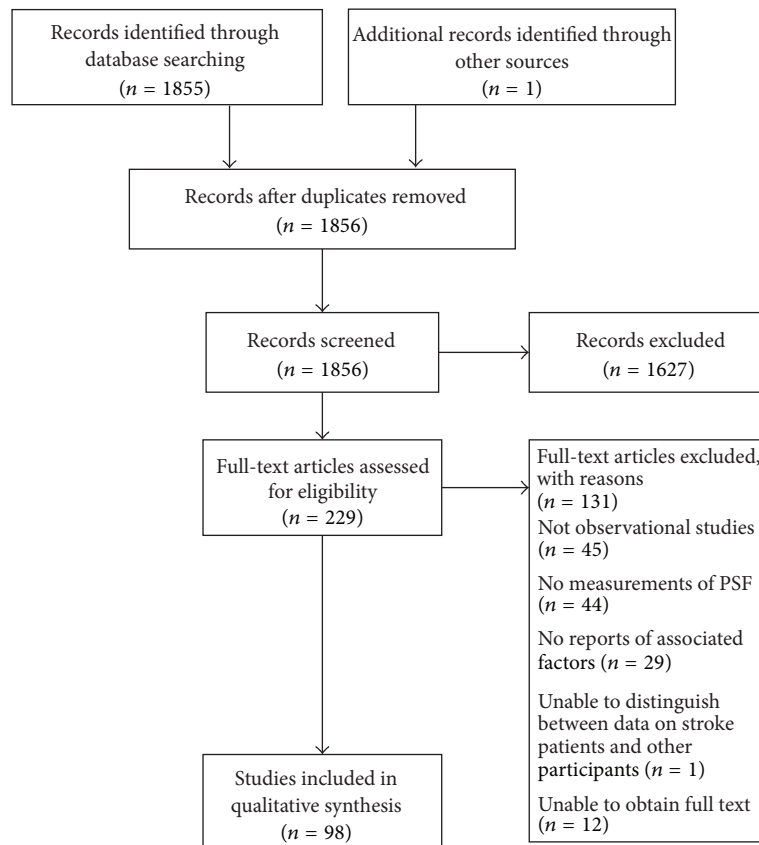 Records identified through
database searching
(n = 1855)
Additional records identified through
other sources
(n = 1)
Records after duplicates removed
(n = 1856)
Records screened
(n = 1856)
Records excluded
(n = 1627)
Full-text articles assessed
for eligibility
(n = 229)
Full-text articles excluded,
with reasons
(n = 131)
Not observational studies
(n = 45)
No measurements of PSF
(n = 44)
No reports of associated
factors (n = 29)
Unable to distinguish
between data on stroke
patients and other
participants (n = 1)
Unable to obtain full text
(n = 12)
Studies included in
qualitative synthesis
(n = 98)